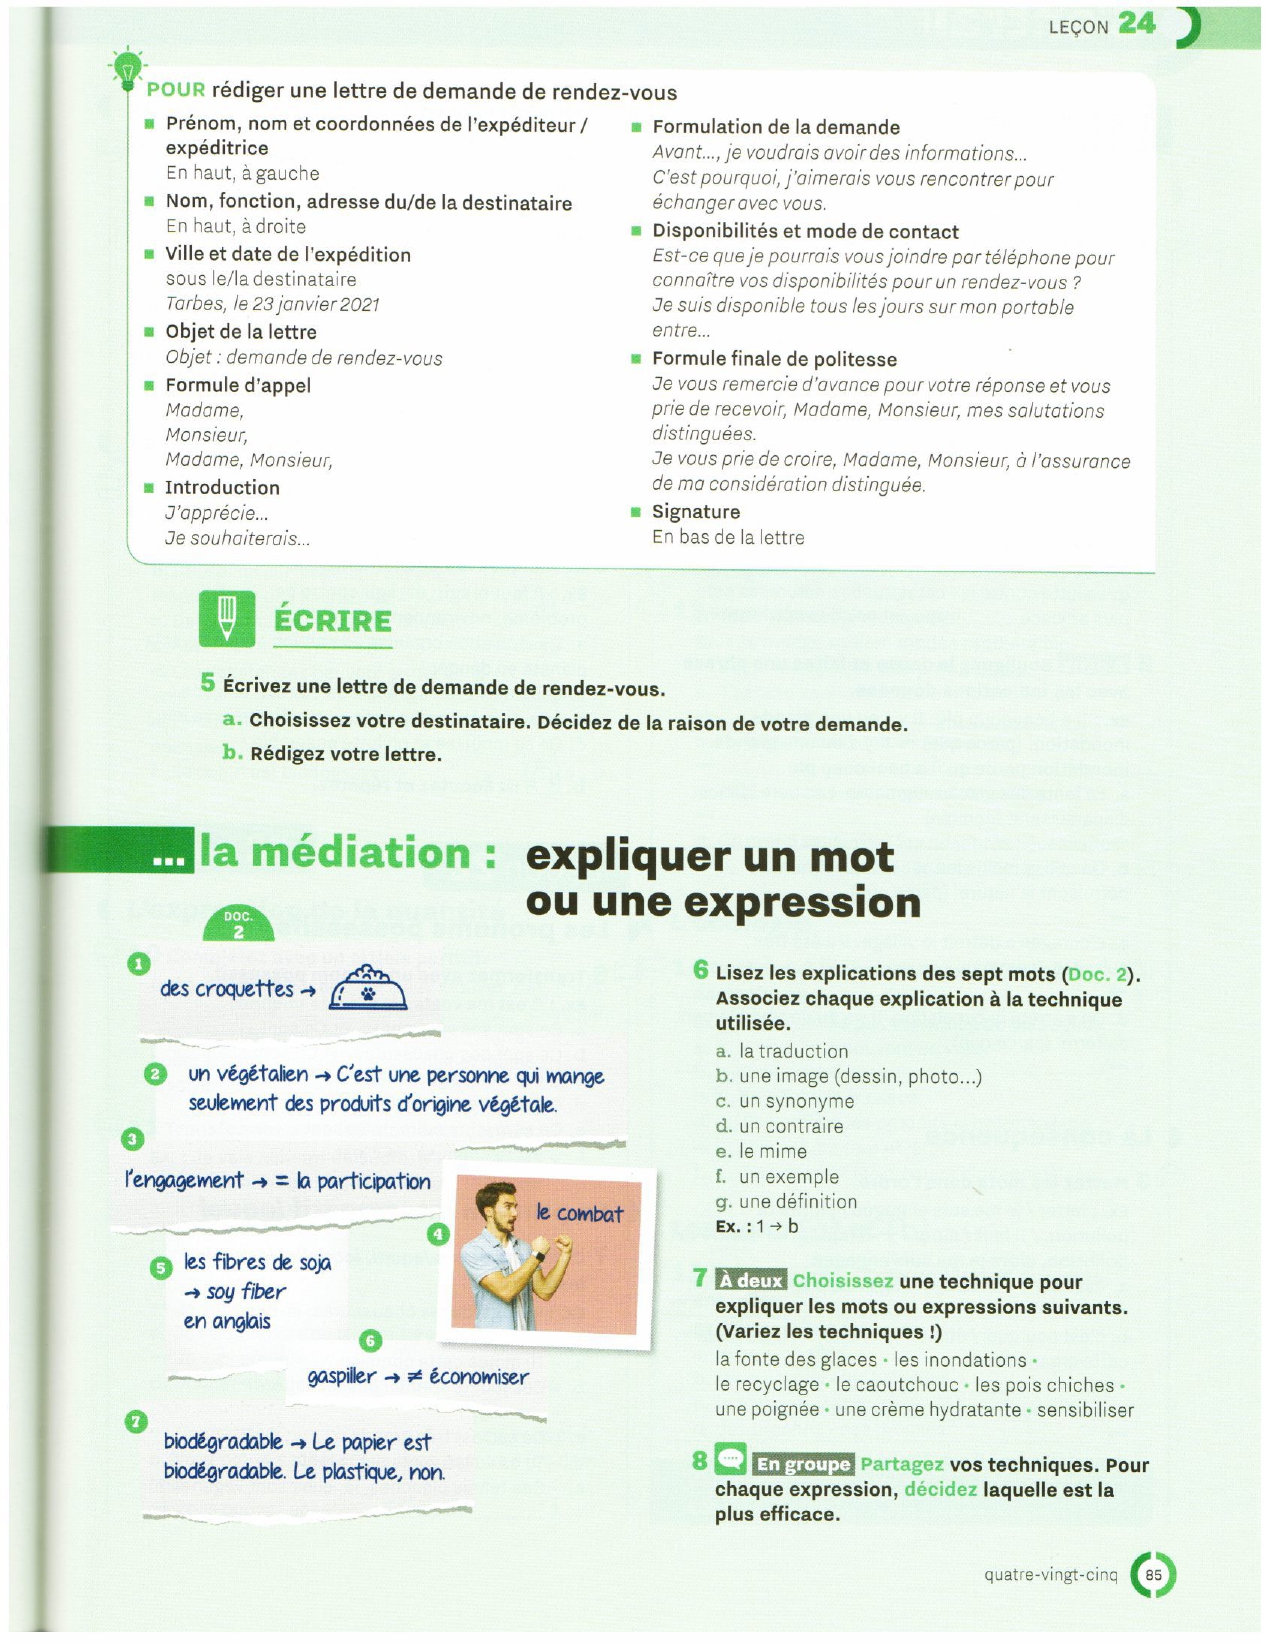 LEÇON 24
POUR rédiger une lettre de demande de rendez-vous
Prénom, nom et coordonnées de l'expéditeur /
expéditrice
En haut, à gauche
Nom, fonction, adresse du/de la destinataire
En haut, à droite
Ville et date de l'expédition
sous le/la destinataire
Tarbes, le 23 janvier 2021
Objet de la lettre
Objet : demande de rendez-vous
Formule d'appel
Madame,
Monsieur,
Madame, Monsieur,
Introduction
J'apprécie...
Je souhaiterais...
Formulation de la demande
Avant..., je voudrais avoir des informations...
C'est pourquoi, j'aimerais vous rencontrer pour
échanger avec vous.
Disponibilités et mode de contact
Est-ce que je pourrais vous joindre par téléphone pour
connaître vos disponibilités pour un rendez-vous ?
Je suis disponible tous les jours sur mon portable
entre...
Formule finale de politesse
Je vous remercie d'avance pour votre réponse et vous
prie de recevoir, Madame, Monsieur, mes salutations
distinguées.
Je vous prie de croire, Madame, Monsieur, à l'assurance
de ma considération distinguée.
Signature
En bas de la lettre
ÉCRIRE
5 Écrivez une lettre de demande de rendez-vous.
a. Choisissez votre destinataire. Décidez de la raison de votre demande.
b. Rédigez votre lettre.
... la médiation : expliquer un mot
ou une expression
DOC.
2
1
des croquettes →
2 un végétalien → C'est une personne qui mange
seulement des produits d'origine végétale.
3
l'engagement → = la participation
4 le combat
5 les fibres de soja
→ soy fiber
en anglais
6
gaspiller → ≠ économiser
7
biodégradable → Le papier est
biodégradable. Le plastique, non.
6 Lisez les explications des sept mots (Doc. 2).
Associez chaque explication à la technique
utilisée.
a. la traduction
b. une image (dessin, photo...)
c. un synonyme
d. un contraire
e. le mime
f. un exemple
g. une définition
Ex. : 1 → b
7 À deux Choisissez une technique pour
expliquer les mots ou expressions suivants.
(Variez les techniques !)
la fonte des glaces • les inondations •
le recyclage • le caoutchouc • les pois chiches •
une poignée • une crème hydratante • sensibiliser
8 En groupe Partagez vos techniques. Pour
chaque expression, décidez laquelle est la
plus efficace.
quatre-vingt-cinq 85